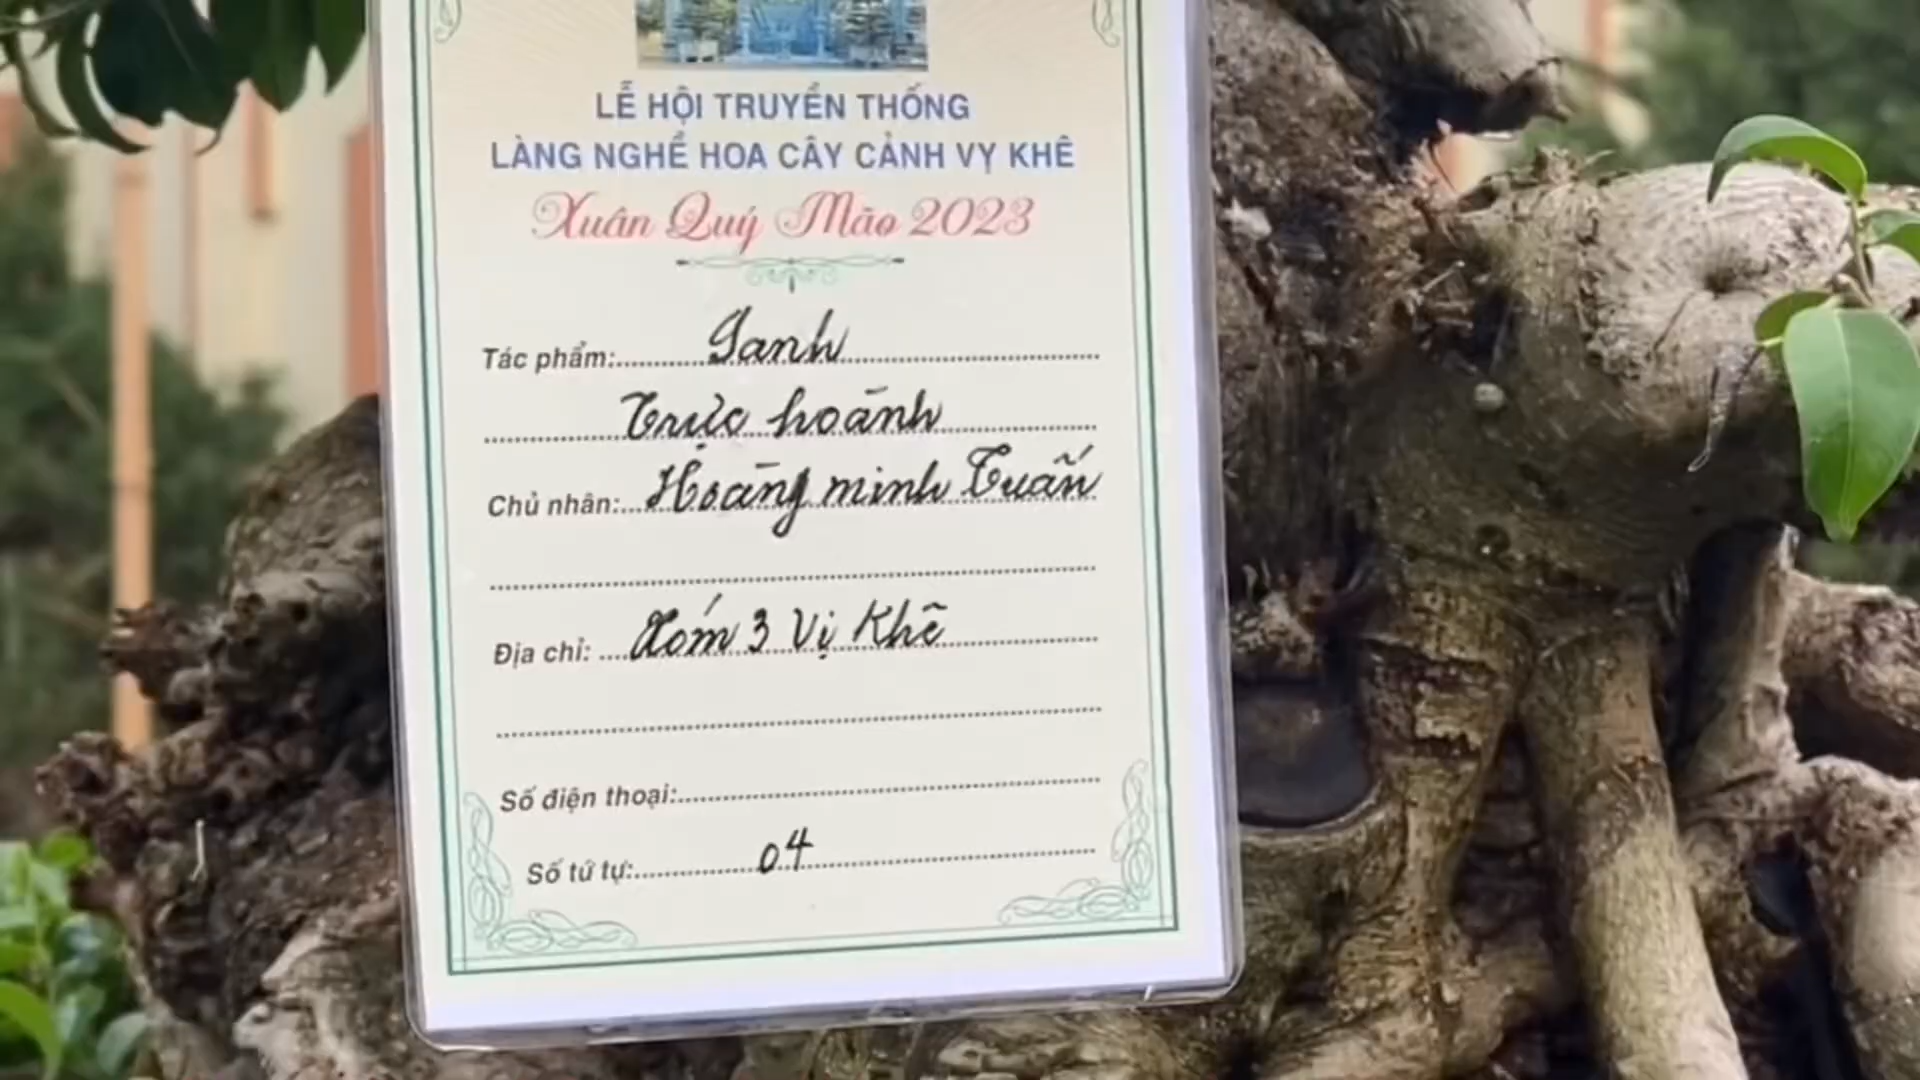 LỄ HỘI TRUYỀN THỐNG
LÀNG NGHỀ HOA CÂY CẢNH VỴ KHÊ
Xuân Quý Mão 2023
Tác phẩm: Sanh
Trực hoành
Chủ nhân: Hoàng minh Tuấn
Địa chỉ: Xóm 3 Vị Khê
Số điện thoại:
Số tứ tự: 04